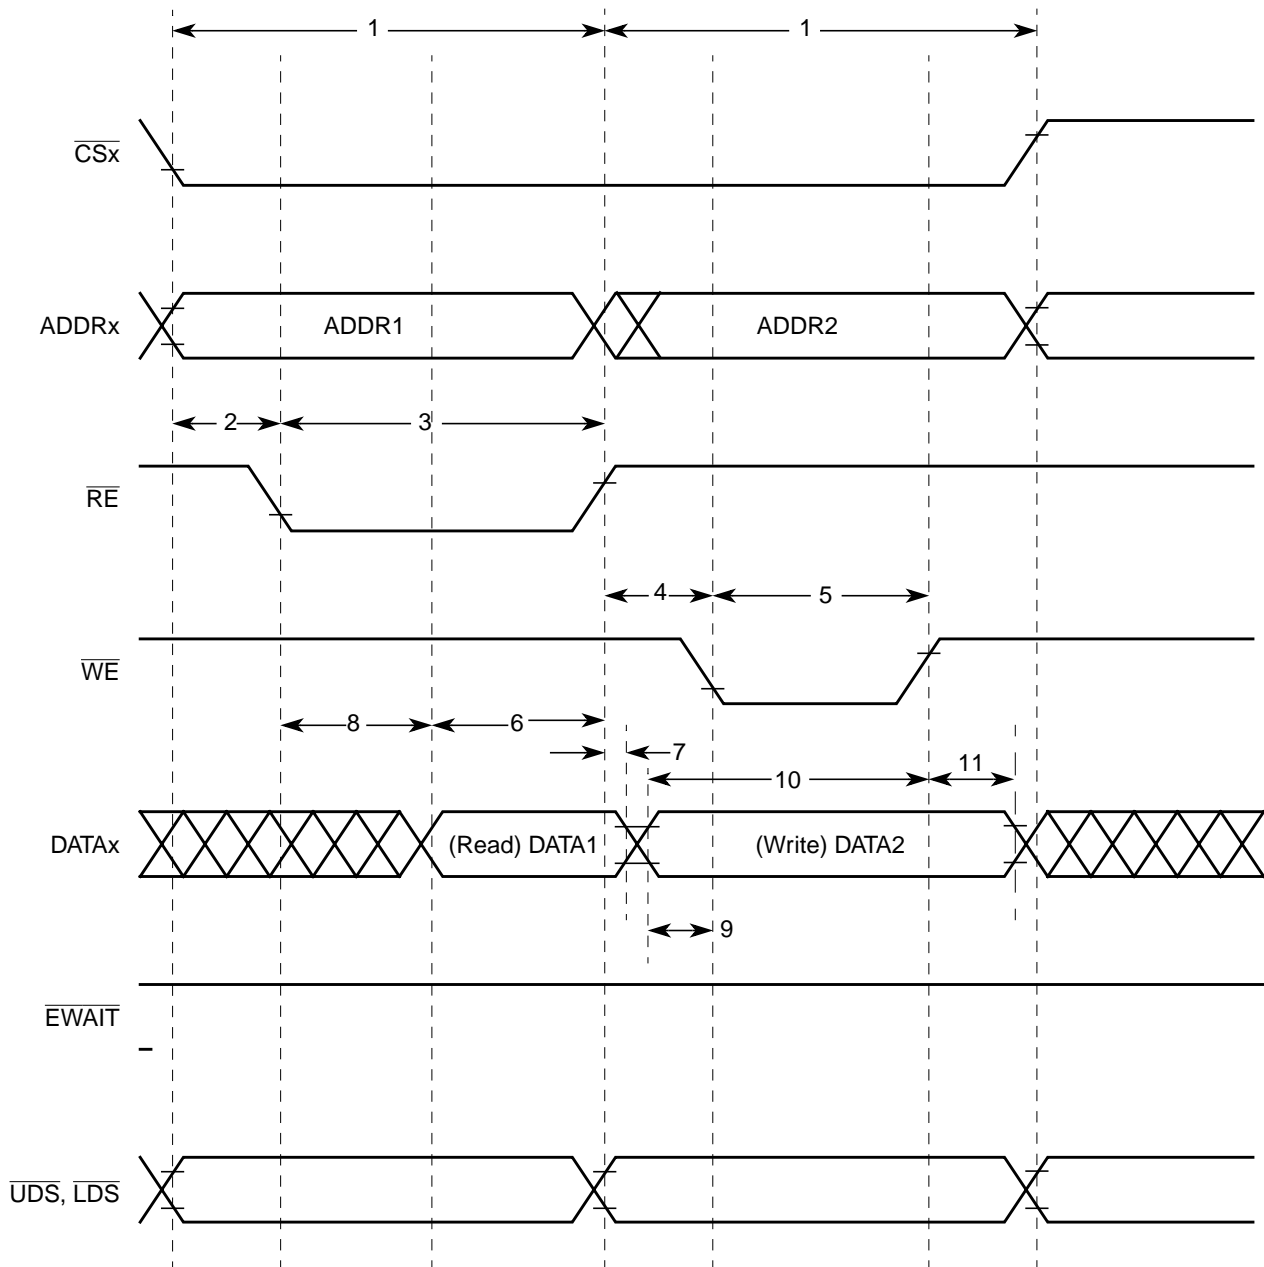 1 1
CSx
ADDRx ADDR1 ADDR2
2 3
RE
4 5
WE
8 6
7
10 11
DATAx (Read) DATA1 (Write) DATA2
9
EWAIT
UDS, LDS